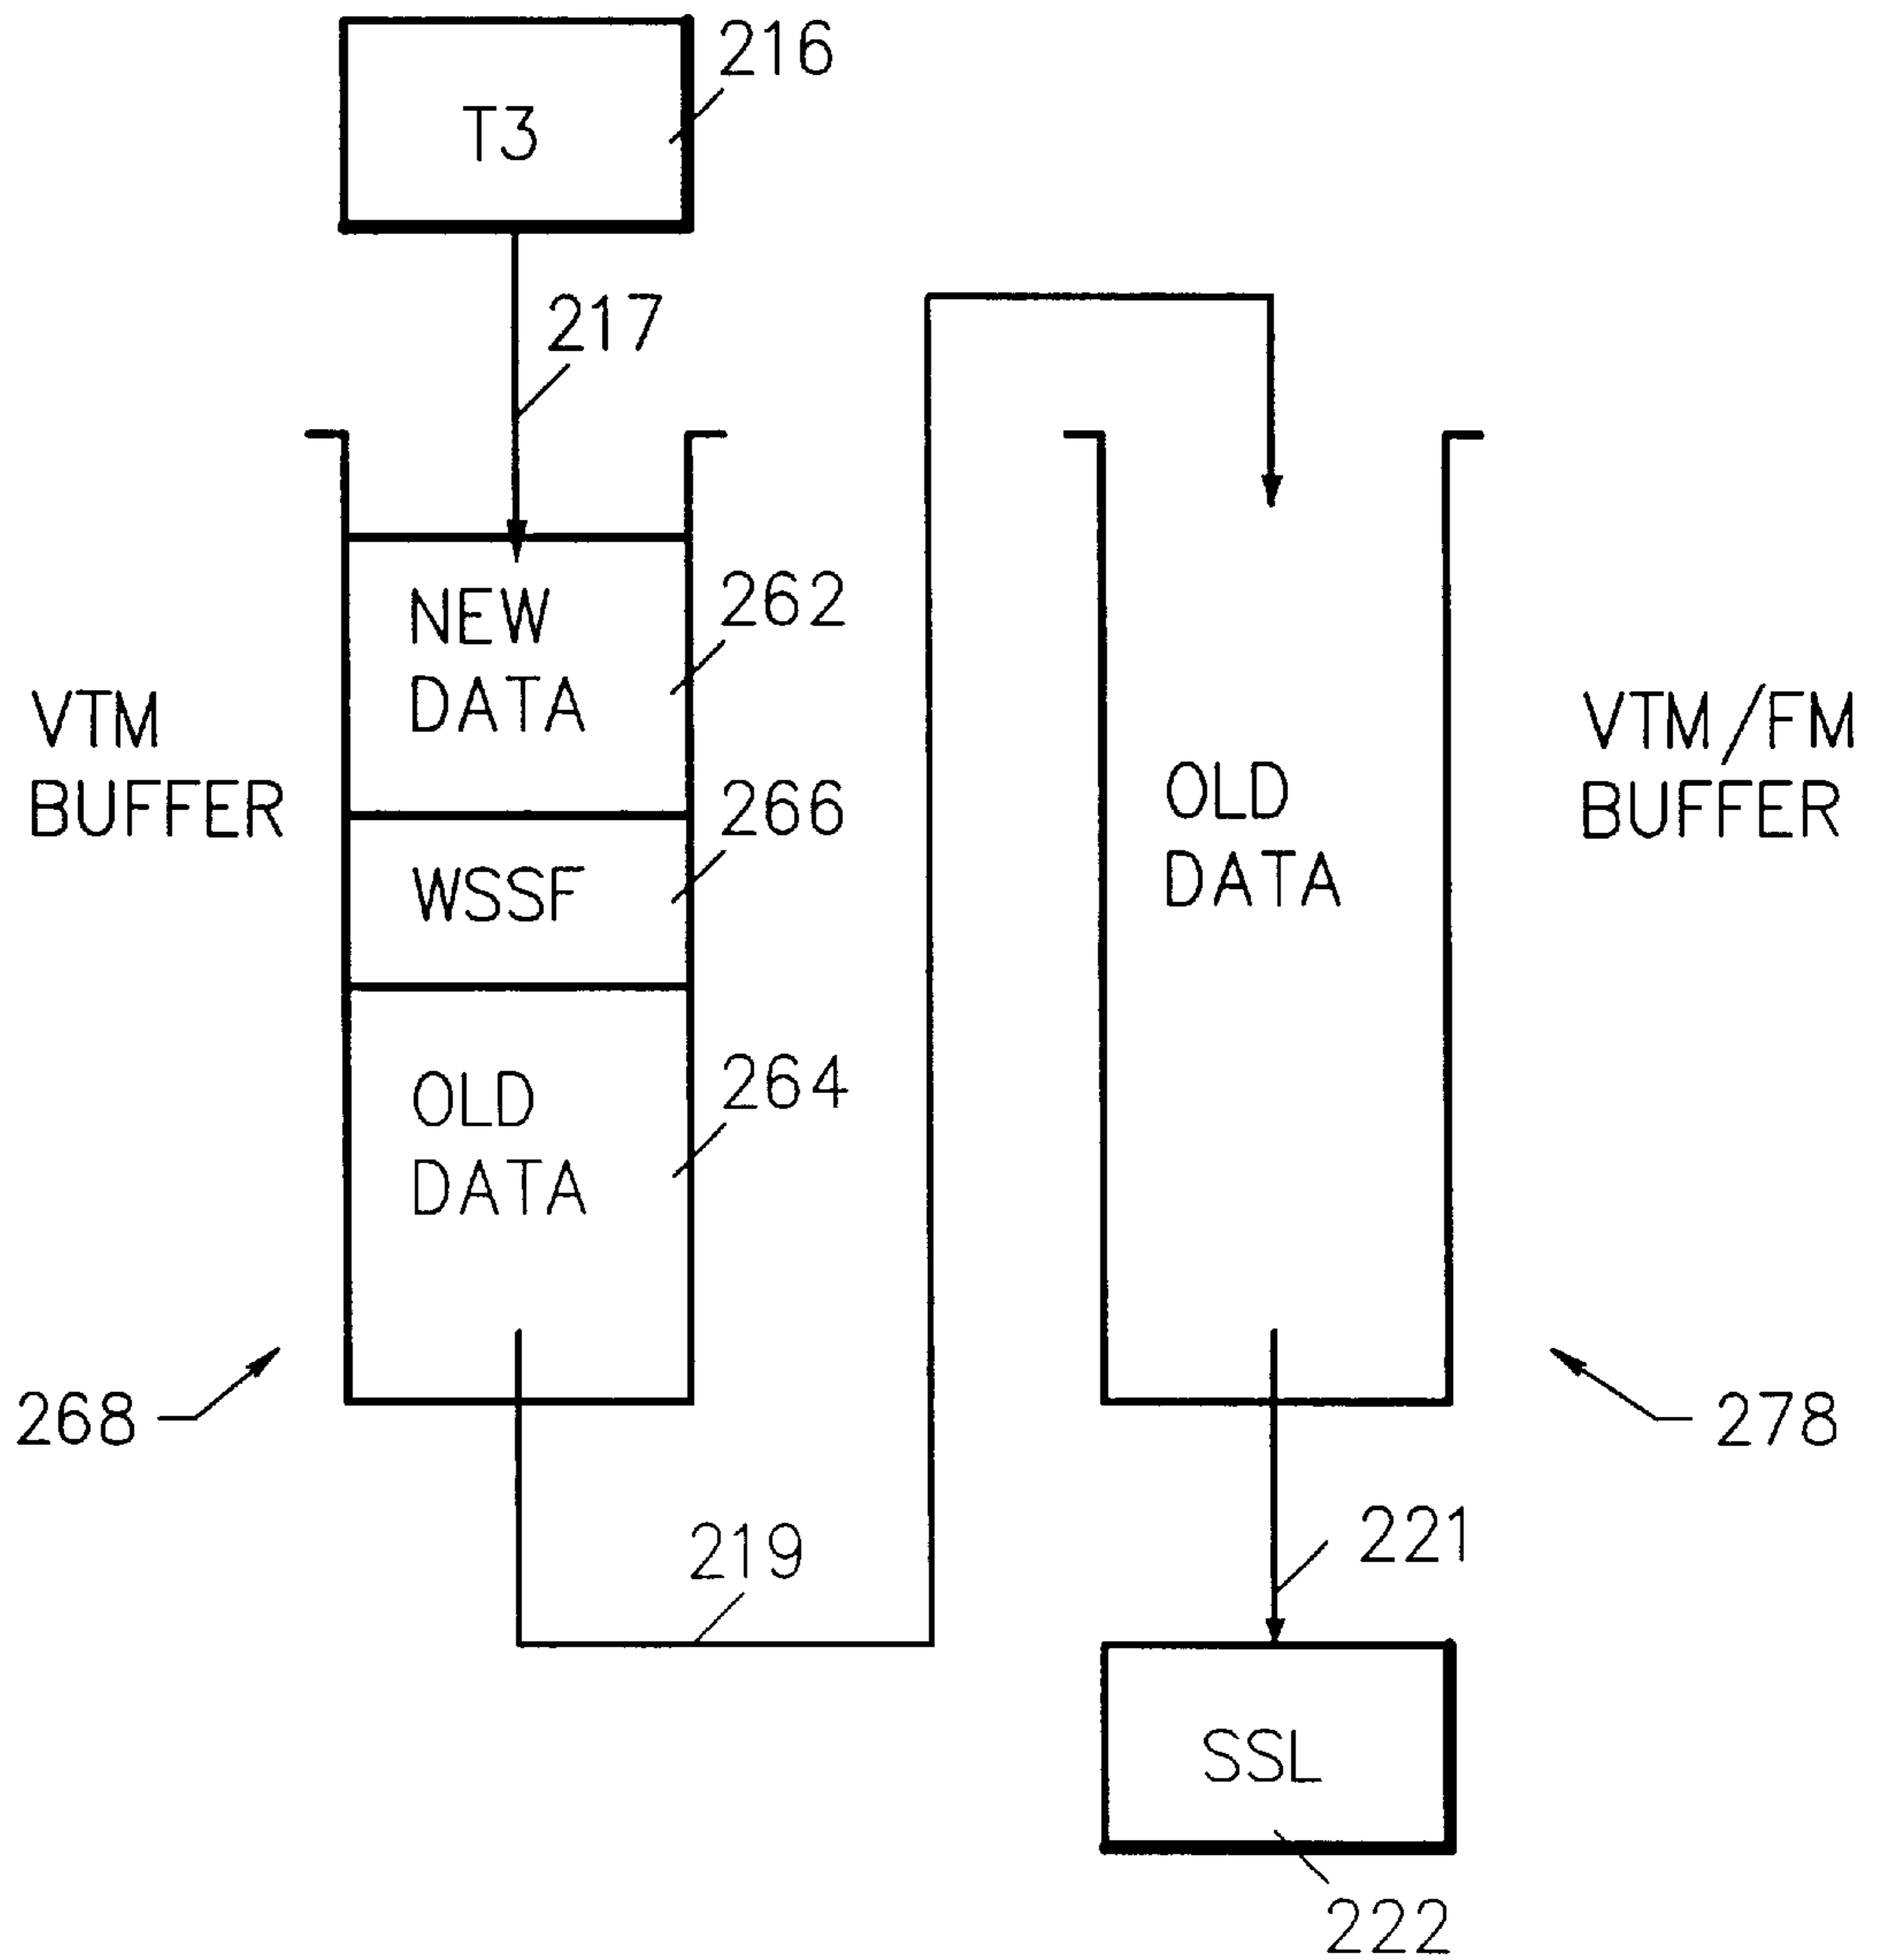 216
T3
217
NEW
DATA
262
VTM
BUFFER
266
WSSF
OLD
DATA
264
268
219
OLD
DATA
VTM/FM
BUFFER
278
221
SSL
222